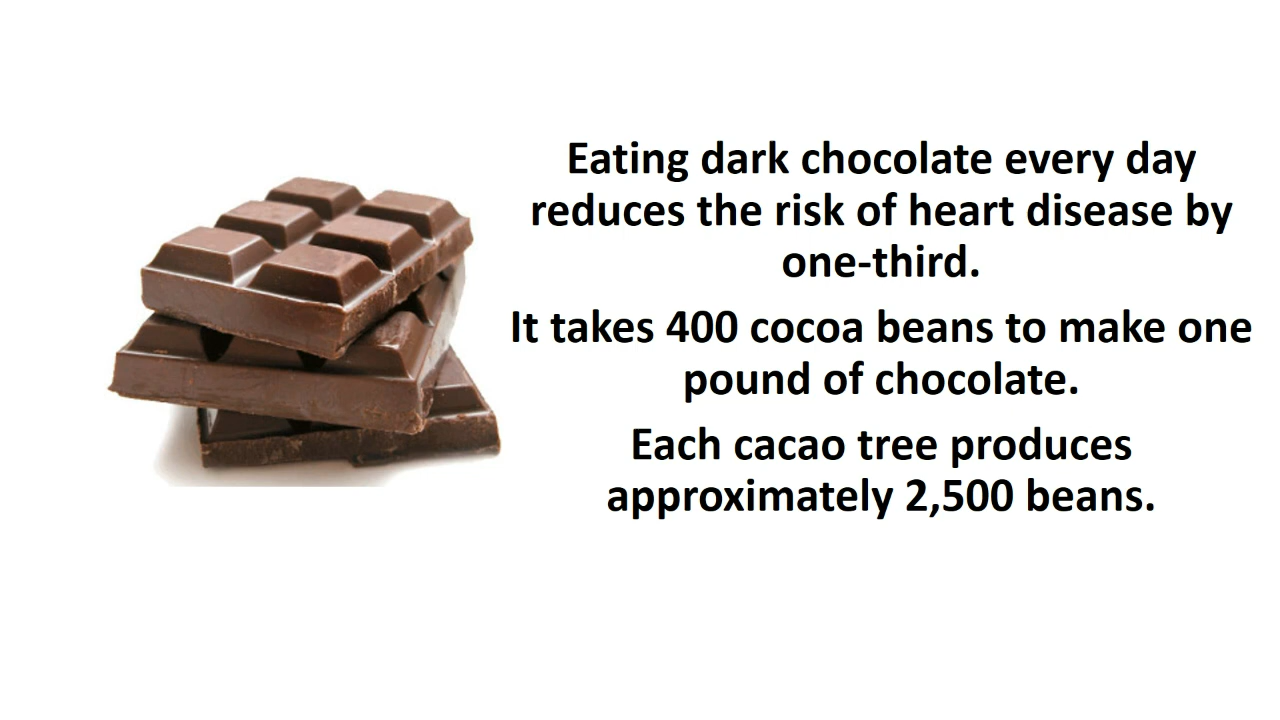 Eating dark chocolate every day
reduces the risk of heart disease by
one-third.
It takes 400 cocoa beans to make one
pound of chocolate.
Each cacao tree produces
approximately 2,500 beans.